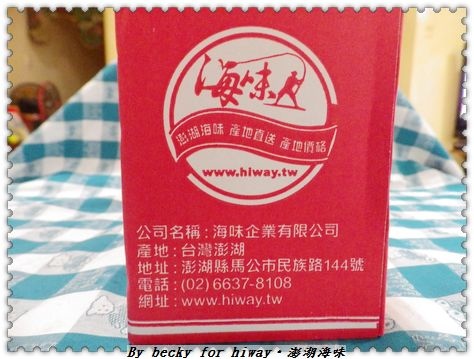 海味
澎湖海味 產地直送 產地價格
www.hiway.tw
公司名稱：海味企業有限公司
產地：台灣澎湖
地址：澎湖縣馬公市民族路144號
電話：(02) 6637-8108
網址：www.hiway.tw
By becky for hiway·澎湖海味